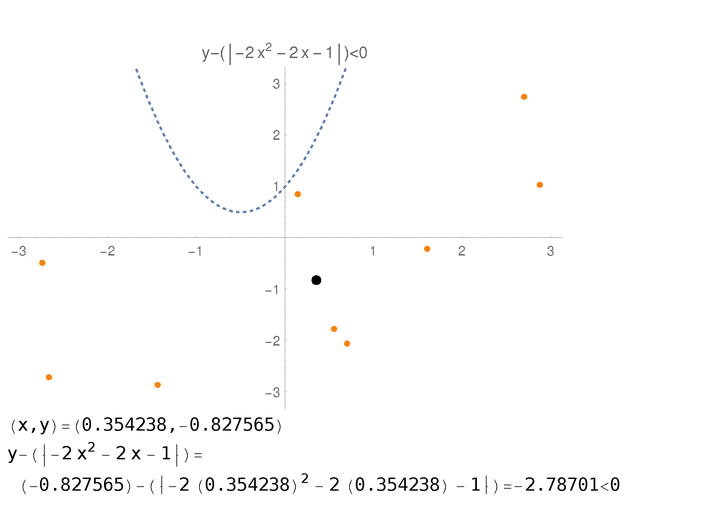 y−(|−2 x² − 2 x − 1|)<0
3
2
1
−3 −2 −1 1 2 3
−1
−2
−3
(x,y)=(0.354238,−0.827565)
y−(|−2 x² − 2 x − 1|)=
(−0.827565)−(|−2 (0.354238)² − 2 (0.354238) − 1|)=−2.78701<0